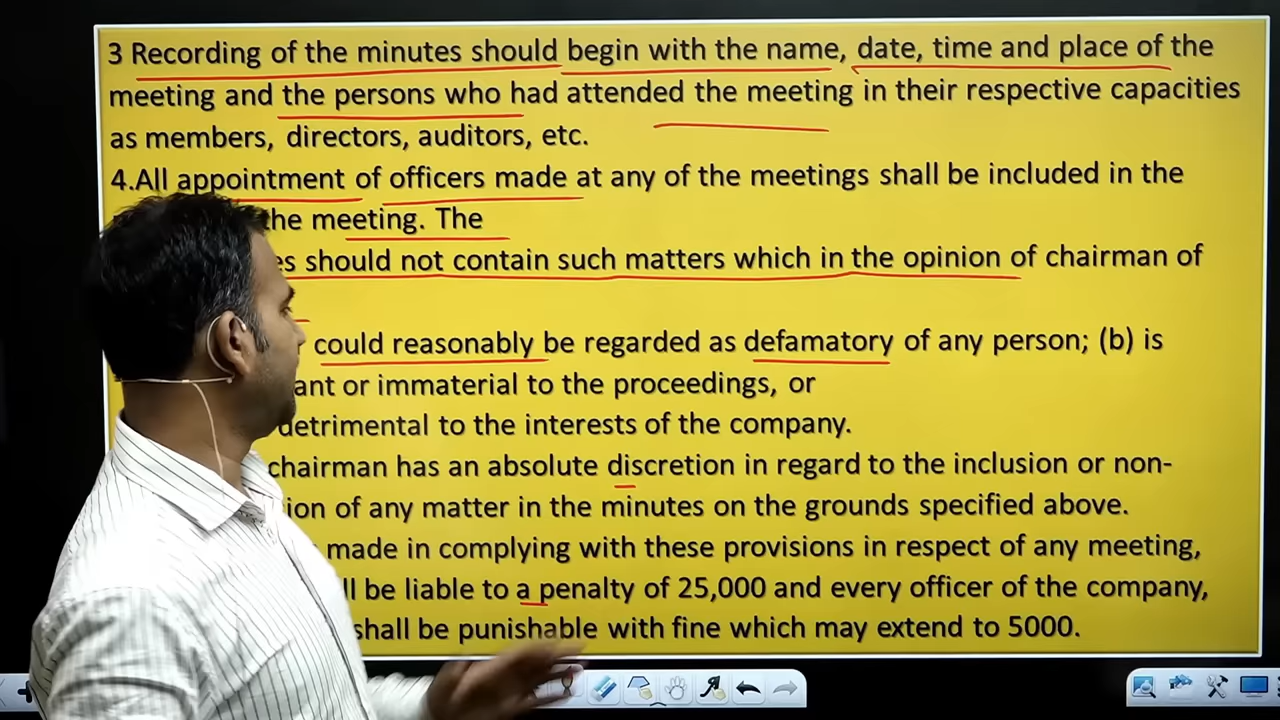 3 Recording of the minutes should begin with the name, date, time and place of the
meeting and the persons who had attended the meeting in their respective capacities
as members, directors, auditors, etc.
4.All appointment of officers made at any of the meetings shall be included in the
the meeting. The
should not contain such matters which in the opinion of chairman of
could reasonably be regarded as defamatory of any person; (b) is
or immaterial to the proceedings, or
detrimental to the interests of the company.
chairman has an absolute discretion in regard to the inclusion or non-
of any matter in the minutes on the grounds specified above.
made in complying with these provisions in respect of any meeting,
be liable to a penalty of 25,000 and every officer of the company,
shall be punishable with fine which may extend to 5000.